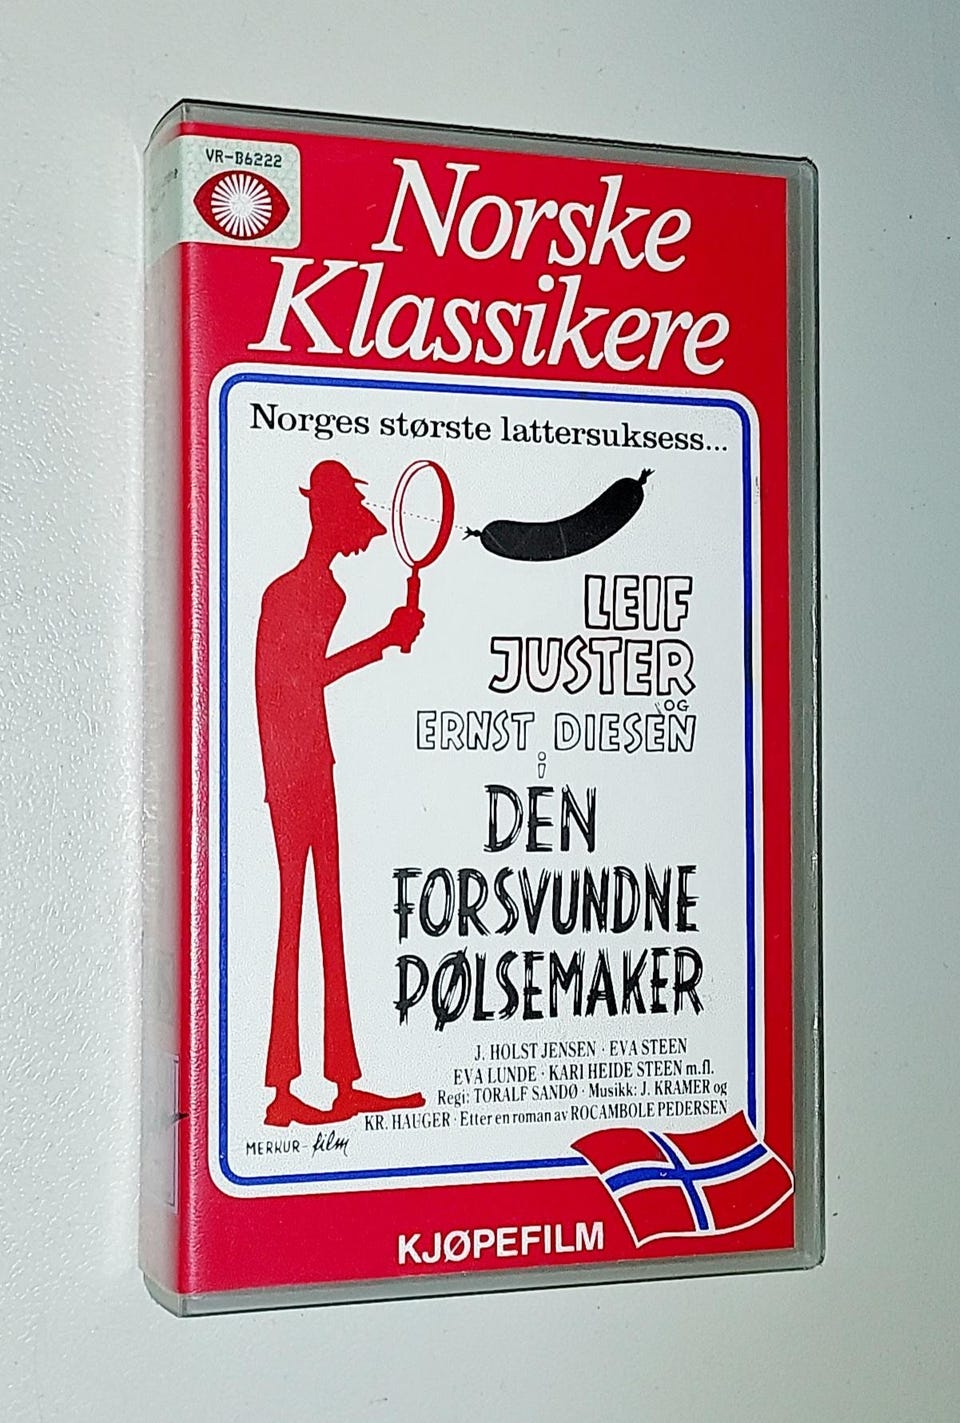 VR-B6222
Norske
Klassikere
Norges største lattersuksess...
LEIF
JUSTER
OG
ERNST DIESEN
i
DEN
FORSVUNDNE
PØLSEMAKER
J. HOLST JENSEN · EVA STEEN
EVA LUNDE · KARI HEIDE STEEN m.fl.
Regi: TORALF SANDØ · Musikk: J. KRAMER og
KR. HAUGER · Etter en roman av ROCAMBOLE PEDERSEN
MERKUR-film
KJØPEFILM